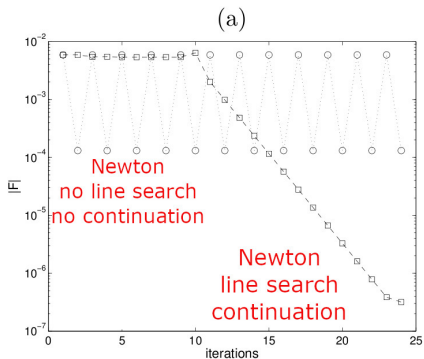 (a)
10^-2
10^-3
10^-4
10^-5
10^-6
10^-7
|F|
Newton
no line search
no continuation
Newton
line search
continuation
0 5 10 15 20 25
iterations